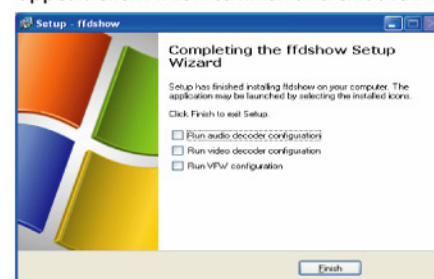 Setup - ffdshow
Completing the ffdshow Setup
Wizard
Setup has finished installing ffdshow on your computer. The
application may be launched by selecting the installed icons.
Click Finish to exit Setup.
Run audio decoder configuration
Run video decoder configuration
Run VFW configuration
Finish